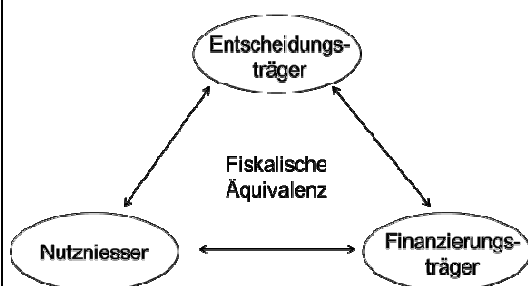 Entscheidungs-
träger
Fiskalische
Äquivalenz
Nutzniesser
Finanzierungs-
träger